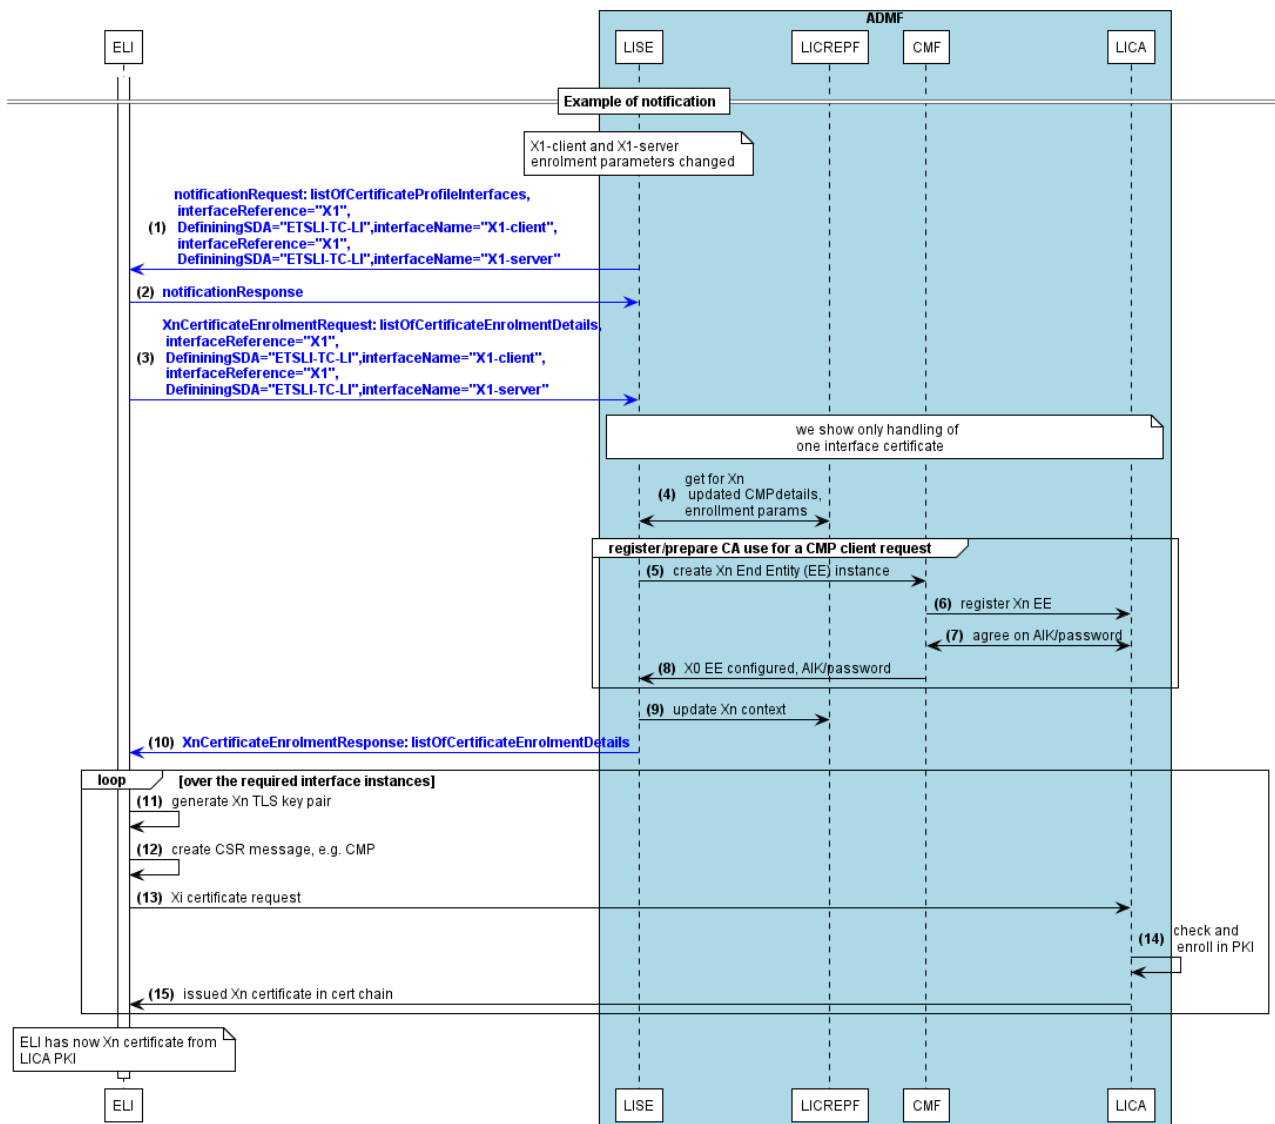 ADMF
ELI
LISE
LICREPF
CMF
LICA
Example of notification
X1-client and X1-server
enrolment parameters changed
notificationRequest: listOfCertificateProfileInterfaces,
interfaceReference="X1",
(1) DefininingSDA="ETSLI-TC-LI",interfaceName="X1-client",
interfaceReference="X1",
DefininingSDA="ETSLI-TC-LI",interfaceName="X1-server"
(2) notificationResponse
XnCertificateEnrolmentRequest: listOfCertificateEnrolmentDetails,
interfaceReference="X1",
(3) DefininingSDA="ETSLI-TC-LI",interfaceName="X1-client",
interfaceReference="X1",
DefininingSDA="ETSLI-TC-LI",interfaceName="X1-server"
we show only handling of
one interface certificate
get for Xn
(4) updated CMPdetails,
enrollment params
register/prepare CA use for a CMP client request
(5) create Xn End Entity (EE) instance
(6) register Xn EE
(7) agree on AIK/password
(8) X0 EE configured, AIK/password
(9) update Xn context
(10) XnCertificateEnrolmentResponse: listOfCertificateEnrolmentDetails
loop [over the required interface instances]
(11) generate Xn TLS key pair
(12) create CSR message, e.g. CMP
(13) Xi certificate request
check and
(14) enroll in PKI
(15) issued Xn certificate in cert chain
ELI has now Xn certificate from
LICA PKI
ELI
LISE
LICREPF
CMF
LICA